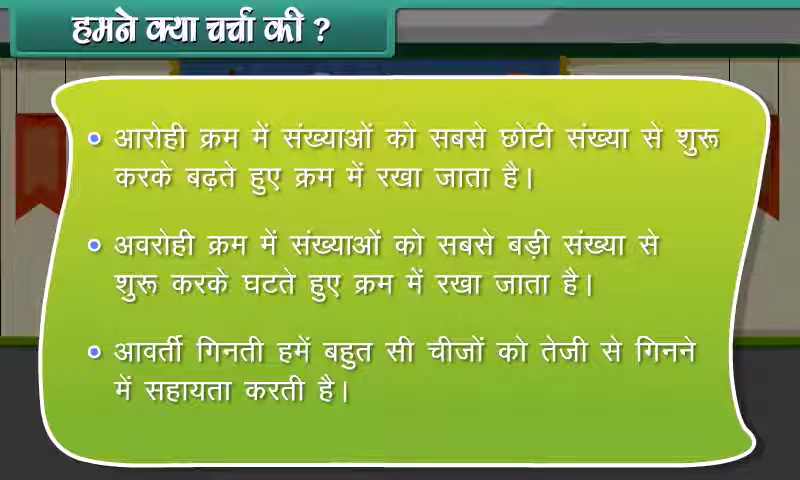 हमने क्या चर्चा की ?
आरोही क्रम में संख्याओं को सबसे छोटी संख्या से शुरू
करके बढ़ते हुए क्रम में रखा जाता है।
अवरोही क्रम में संख्याओं को सबसे बड़ी संख्या से
शुरू करके घटते हुए क्रम में रखा जाता है।
आवर्ती गिनती हमें बहुत सी चीजों को तेजी से गिनने
में सहायता करती है।